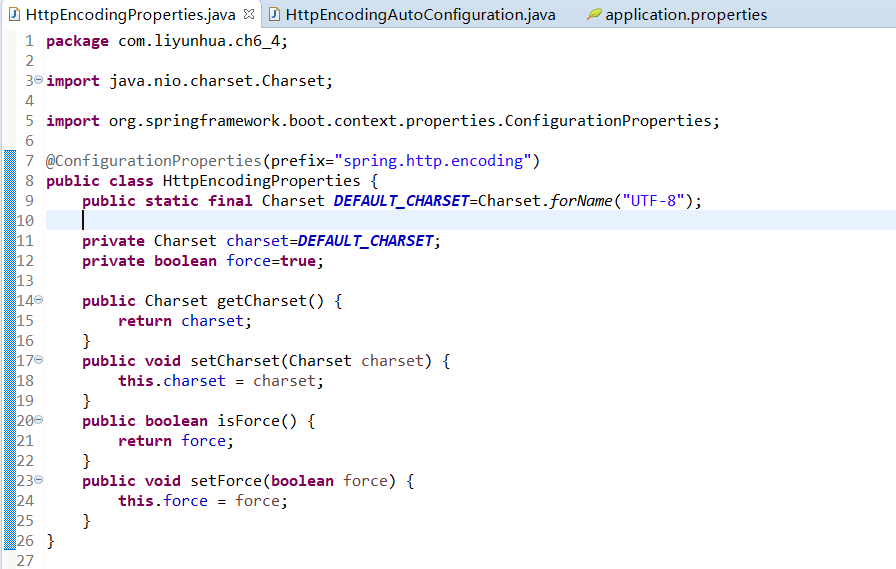 HttpEncodingProperties.java HttpEncodingAutoConfiguration.java application.properties
1 package com.liyunhua.ch6_4;
2
3 import java.nio.charset.Charset;
4
5 import org.springframework.boot.context.properties.ConfigurationProperties;
6
7 @ConfigurationProperties(prefix="spring.http.encoding")
8 public class HttpEncodingProperties {
9     public static final Charset DEFAULT_CHARSET=Charset.forName("UTF-8");
10
11     private Charset charset=DEFAULT_CHARSET;
12     private boolean force=true;
13
14     public Charset getCharset() {
15         return charset;
16     }
17     public void setCharset(Charset charset) {
18         this.charset = charset;
19     }
20     public boolean isForce() {
21         return force;
22     }
23     public void setForce(boolean force) {
24         this.force = force;
25     }
26 }
27